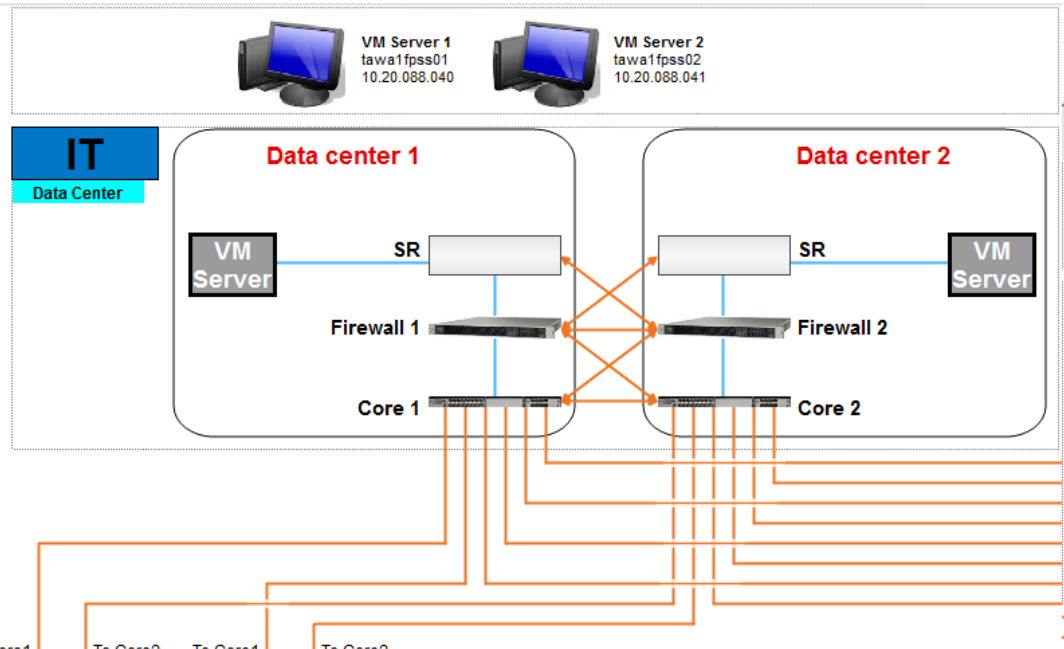 VM Server 1
tawa1fpss01
10.20.088.040
VM Server 2
tawa1fpss02
10.20.088.041
IT
Data Center
Data center 1
Data center 2
VM
Server
SR
SR
VM
Server
Firewall 1
Firewall 2
Core 1
Core 2
To Core2
To Core1
To Core2